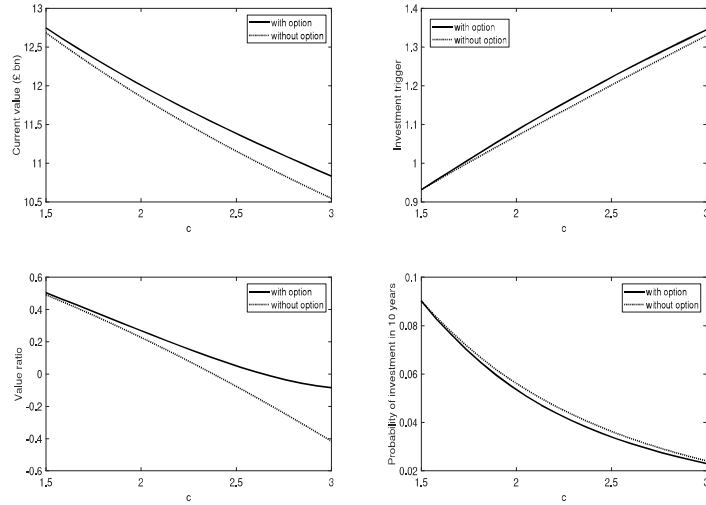 13
12.5
12
11.5
11
10.5
1.5
2
2.5
3
c
Current value (£ bn)
with option
without option
1.4
1.3
1.2
1.1
1
0.9
1.5
2
2.5
3
c
Investment trigger
with option
without option
0.6
0.4
0.2
0
-0.2
-0.4
-0.6
1.5
2
2.5
3
c
Value ratio
with option
without option
0.1
0.08
0.06
0.04
0.02
1.5
2
2.5
3
c
Probability of investment in 10 years
with option
without option